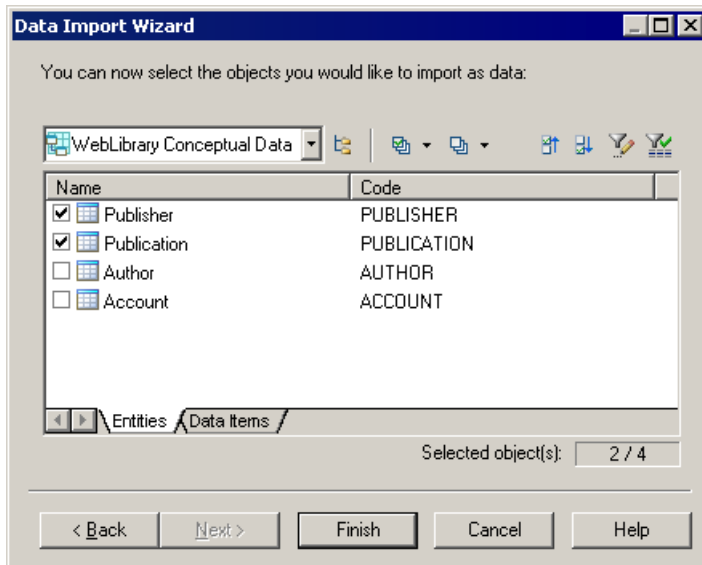 Data Import Wizard
You can now select the objects you would like to import as data:
WebLibrary Conceptual Data
Name Code
Publisher PUBLISHER
Publication PUBLICATION
Author AUTHOR
Account ACCOUNT
Entities Data Items
Selected object(s): 2 / 4
< Back Next > Finish Cancel Help